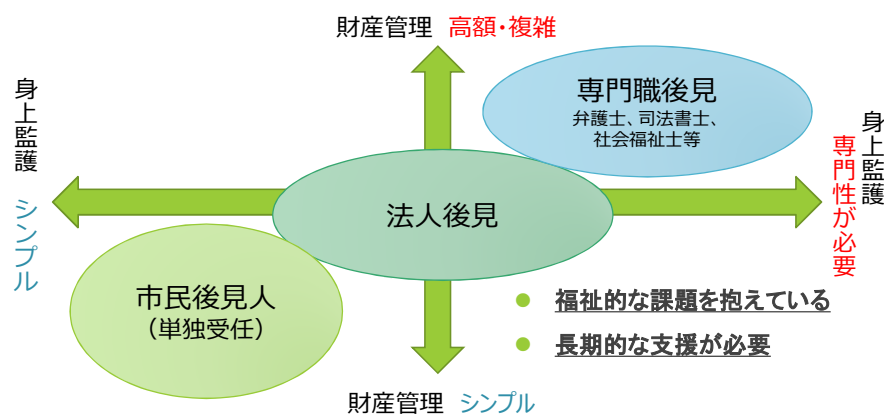 財産管理 高額・複雑
専門職後見
弁護士、司法書士、
社会福祉士等
身上監護
シンプル
身上監護
専門性が必要
法人後見
市民後見人
（単独受任）
福祉的な課題を抱えている
長期的な支援が必要
財産管理 シンプル